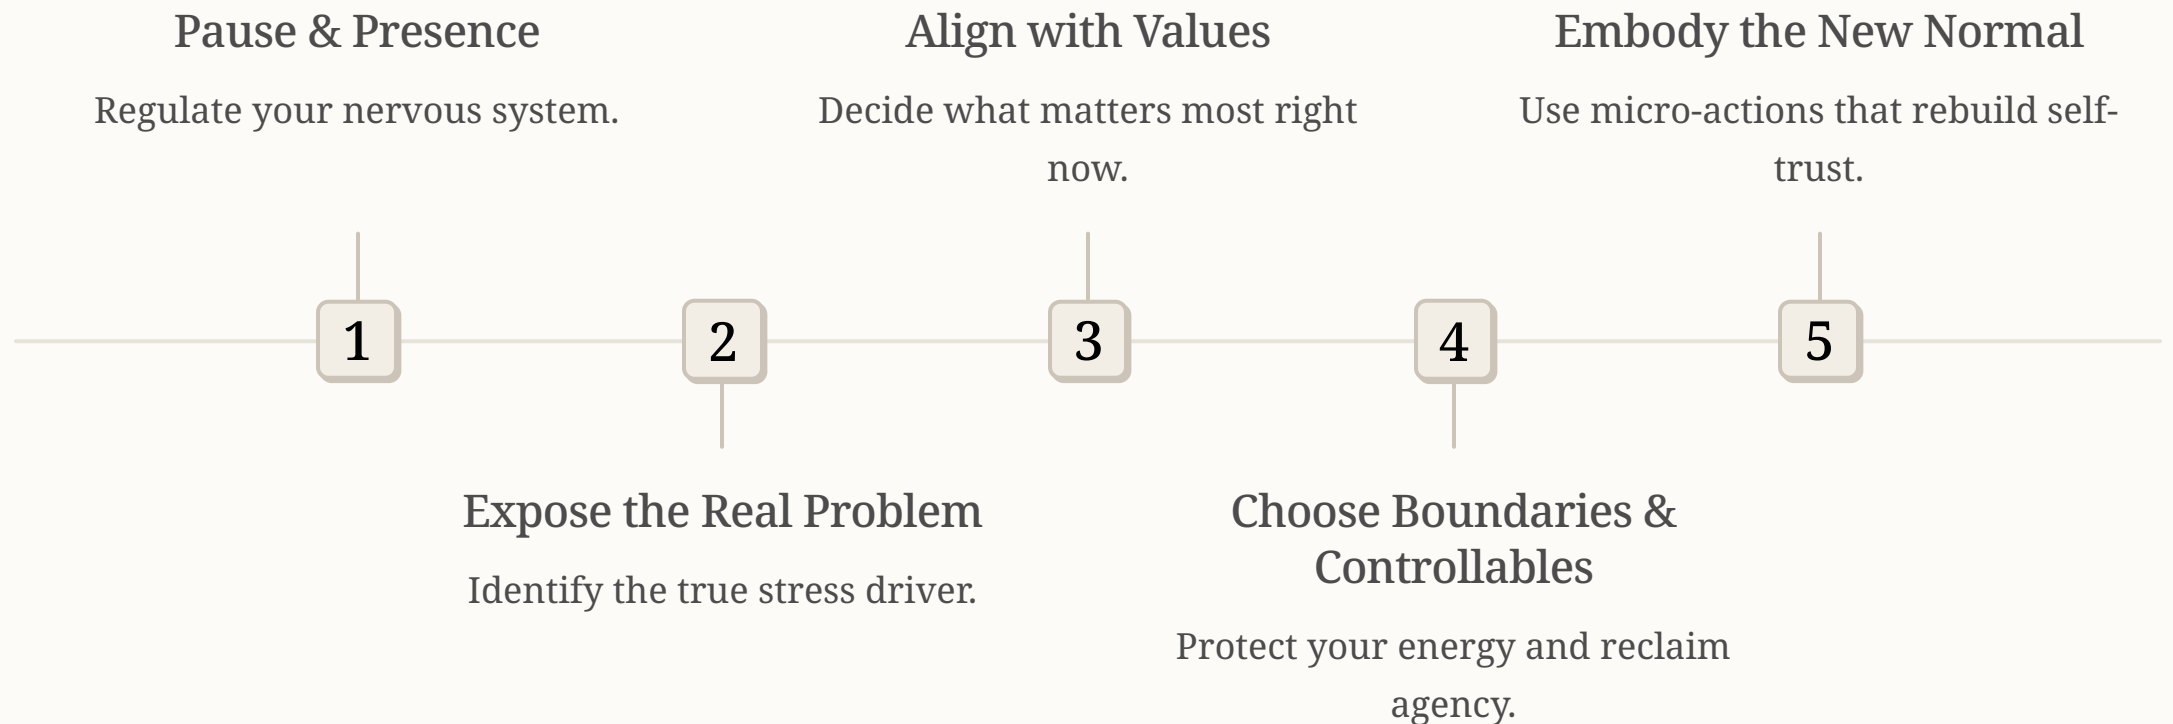 Pause & Presence
Regulate your nervous system.
1
Expose the Real Problem
Identify the true stress driver.
2
Align with Values
Decide what matters most right
now.
3
Choose Boundaries &
Controllables
Protect your energy and reclaim
agency.
4
Embody the New Normal
Use micro-actions that rebuild self-
trust.
5